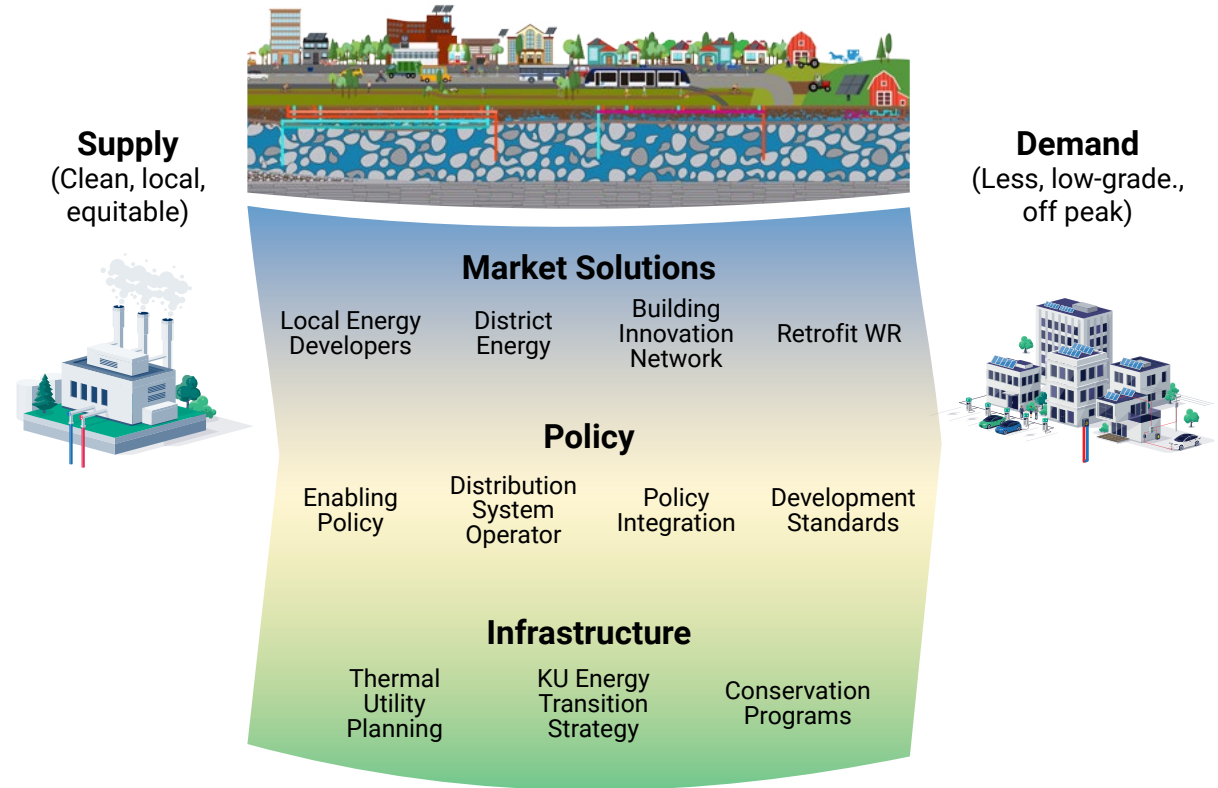 Supply
(Clean, local,
equitable)
Demand
(Less, low-grade.,
off peak)
Market Solutions
Local Energy
Developers
District
Energy
Building
Innovation
Network
Retrofit WR
Policy
Enabling
Policy
Distribution
System
Operator
Policy
Integration
Development
Standards
Infrastructure
Thermal
Utility
Planning
KU Energy
Transition
Strategy
Conservation
Programs